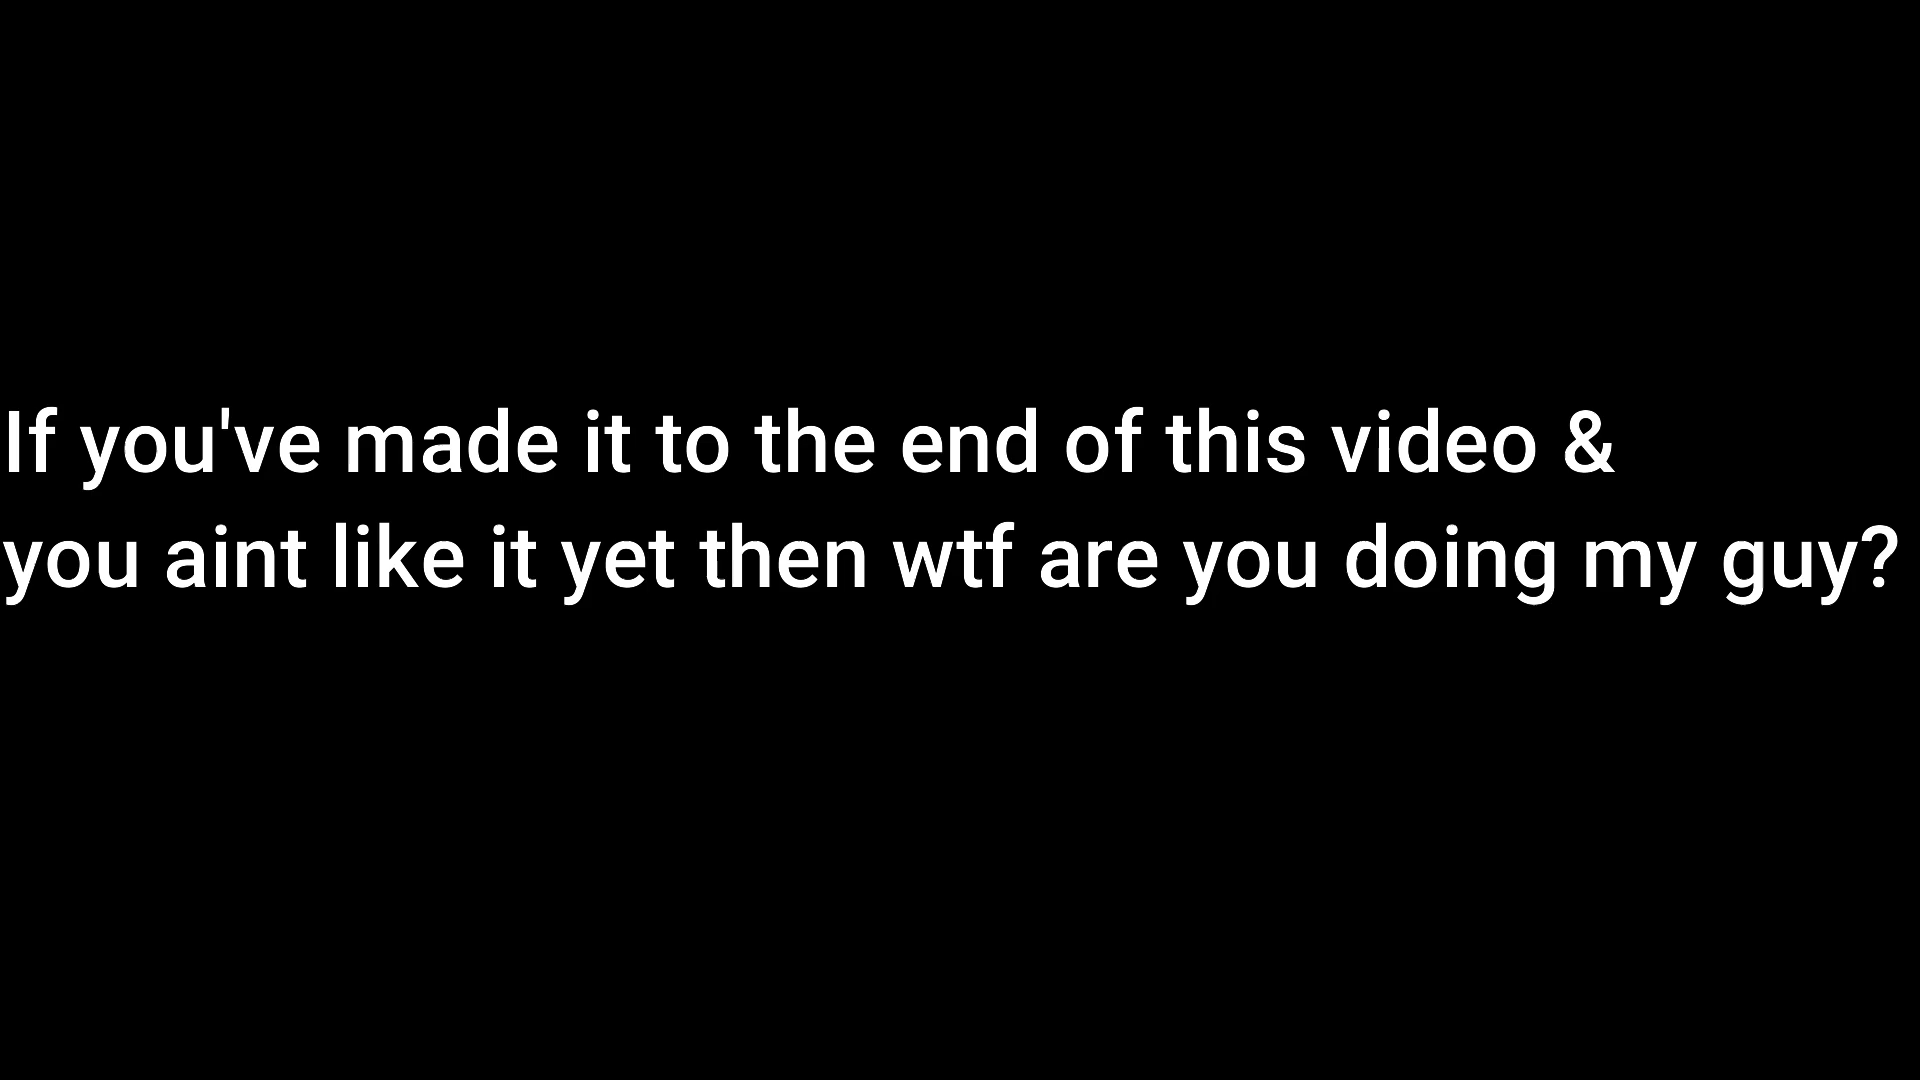 If you've made it to the end of this video &
you aint like it yet then wtf are you doing my guy?